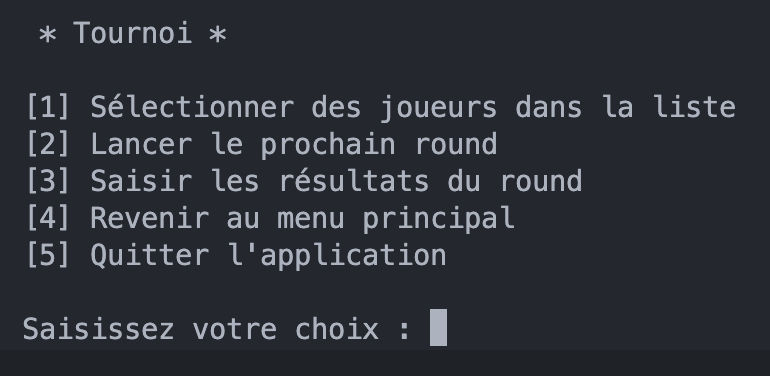 * Tournoi *
[1] Sélectionner des joueurs dans la liste
[2] Lancer le prochain round
[3] Saisir les résultats du round
[4] Revenir au menu principal
[5] Quitter l'application
Saisissez votre choix :